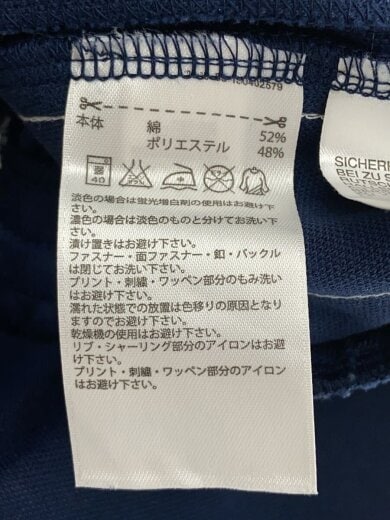 本体
綿 52%
ポリエステル 48%
40
淡色の場合は蛍光増白剤の使用はお避け下さい。
濃色の場合は淡色のものと分けてお洗い下さい。
漬け置きはお避け下さい。
ファスナー・面ファスナー・釦・バックルは閉じてお洗い下さい。
プリント・刺繍・ワッペン部分のもみ洗いはお避け下さい。
濡れた状態での放置は色移りの原因となりますのでお避け下さい。
乾燥機の使用はお避け下さい。
リブ・シャーリング部分のアイロンはお避け下さい。
プリント・刺繍・ワッペン部分のアイロンはお避け下さい。
SICHERH
BEI ZU S